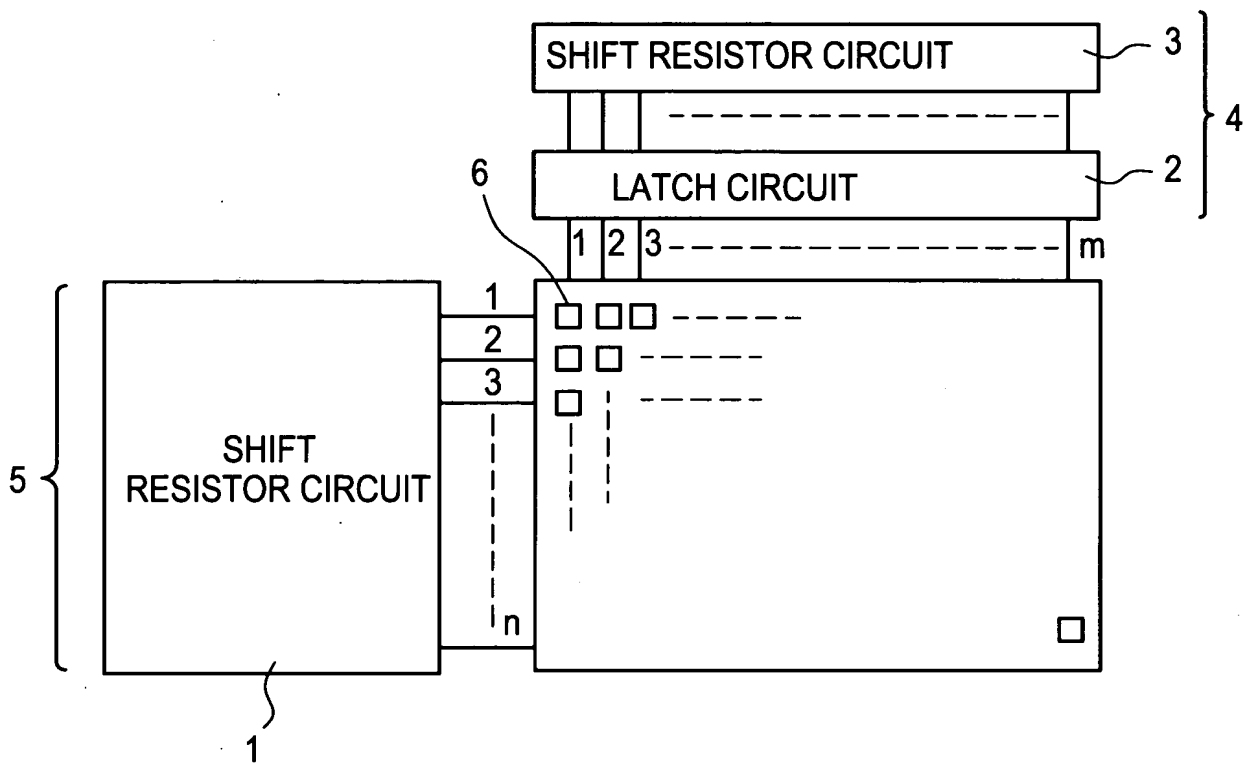 SHIFT RESISTOR CIRCUIT
3
4
LATCH CIRCUIT
2
6
1 2 3 m
1
2
3
n
SHIFT
RESISTOR CIRCUIT
5
1